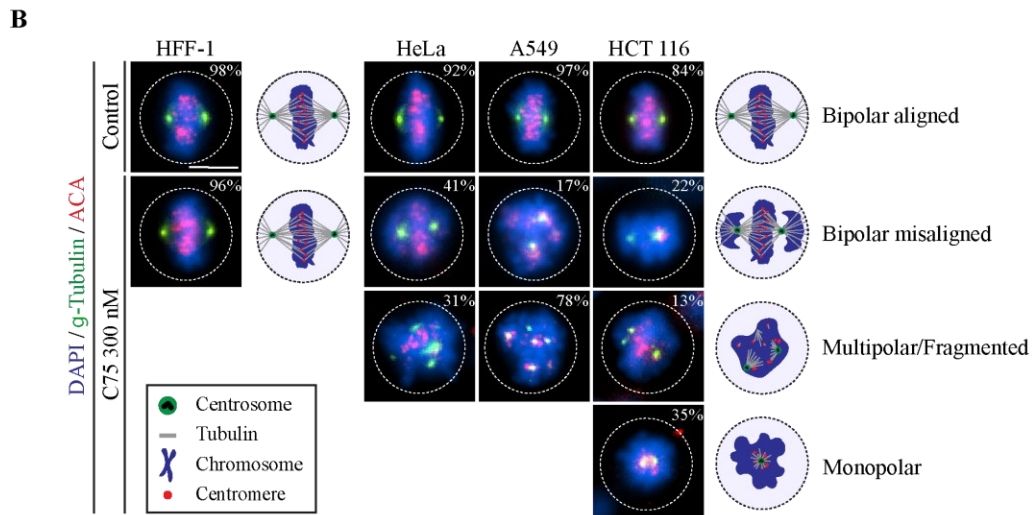 B
HFF-1 HeLa A549 HCT 116
Control
98% 92% 97% 84%
Bipolar aligned
DAPI / g-Tubulin / ACA
C75 300 nM
96% 41% 17% 22%
Bipolar misaligned
31% 78% 13%
Multipolar/Fragmented
35%
Monopolar
Centrosome
Tubulin
Chromosome
Centromere